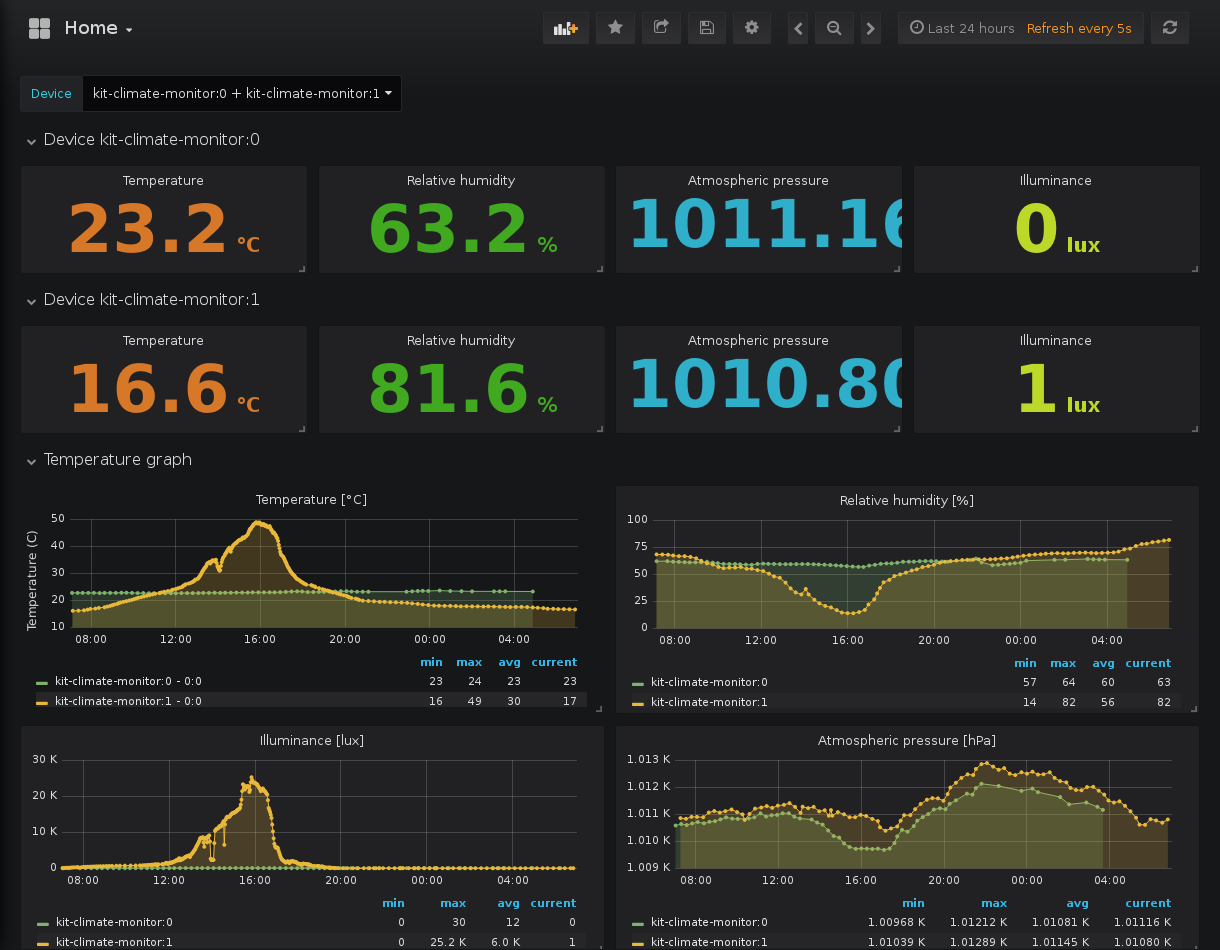 Home
Last 24 hours Refresh every 5s
Device kit-climate-monitor:0 + kit-climate-monitor:1
Device kit-climate-monitor:0
Temperature Relative humidity Atmospheric pressure Illuminance
23.2 °C 63.2 % 1011.16 0 lux
Device kit-climate-monitor:1
Temperature Relative humidity Atmospheric pressure Illuminance
16.6 °C 81.6 % 1010.80 1 lux
Temperature graph
Temperature [°C]
Temperature (C)
50
40
30
20
10
08:00 12:00 16:00 20:00 00:00 04:00
min max avg current
kit-climate-monitor:0 - 0:0 23 24 23 23
kit-climate-monitor:1 - 0:0 16 49 30 17
Relative humidity [%]
100
75
50
25
0
08:00 12:00 16:00 20:00 00:00 04:00
min max avg current
kit-climate-monitor:0 57 64 60 63
kit-climate-monitor:1 14 82 56 82
Illuminance [lux]
30 K
20 K
10 K
0
08:00 12:00 16:00 20:00 00:00 04:00
min max avg current
kit-climate-monitor:0 0 30 12 0
kit-climate-monitor:1 0 25.2 K 6.0 K 1
Atmospheric pressure [hPa]
1.013 K
1.012 K
1.011 K
1.010 K
1.009 K
08:00 12:00 16:00 20:00 00:00 04:00
min max avg current
kit-climate-monitor:0 1.00968 K 1.01212 K 1.01081 K 1.01116 K
kit-climate-monitor:1 1.01039 K 1.01289 K 1.01145 K 1.01080 K